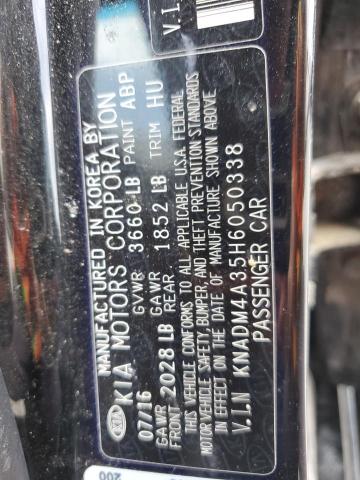 MANUFACTURED IN KOREA BY
KIA KIA MOTORS CORPORATION
07/16 GVWR 3660 LB PAINT ABP
GAWR FRONT 2028 LB GAWR REAR. 1852 LB TRIM HU
THIS VEHICLE CONFORMS TO ALL APPLICABLE U.S.A. FEDERAL
MOTOR VEHICLE SAFETY, BUMPER, AND THEFT PREVENTION STANDARDS
IN EFFECT ON THE DATE OF MANUFACTURE SHOWN ABOVE
V.I.N KNADM4A35H6050338
PASSENGER CAR
V.I.
200